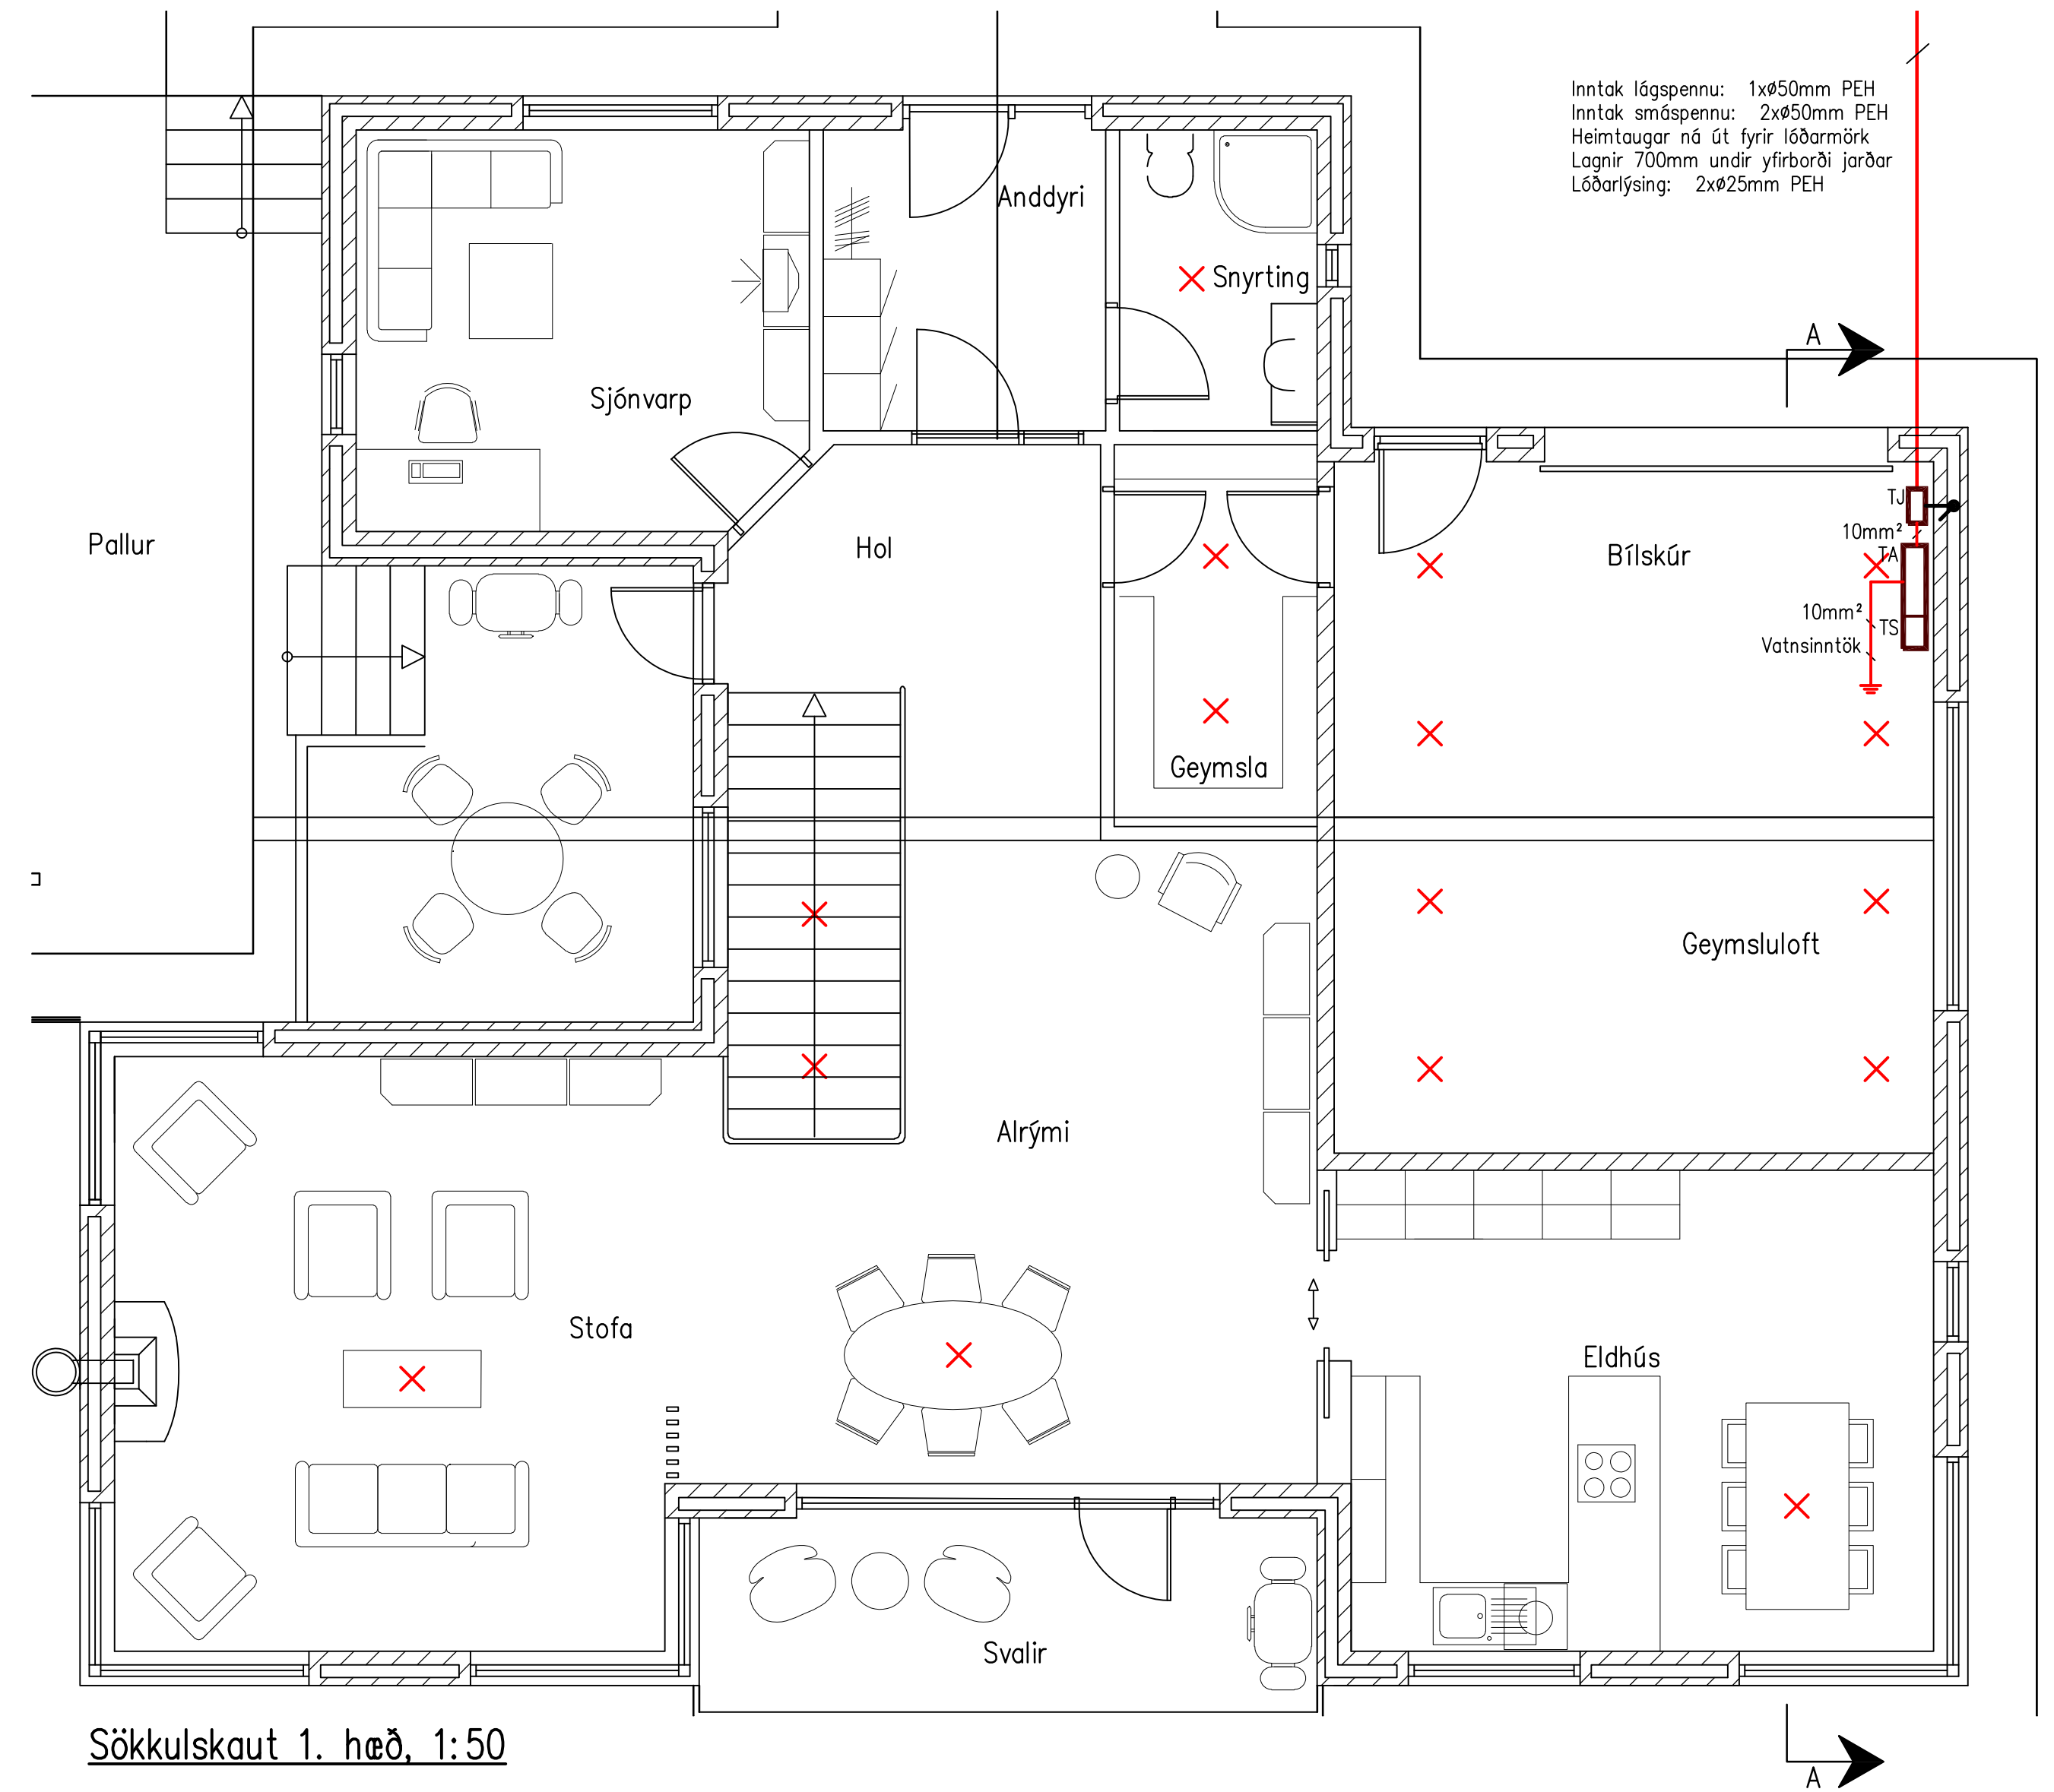 Inntak lágspennu: 1xø50mm PEH
Inntak smáspennu: 2xø50mm PEH
Heimtaugar ná út fyrir lóðarmörk
Lagnir 700mm undir yfirborði jarðar
Lóðarlýsing: 2xø25mm PEH
Anddyri
Snyrting
A
Sjónvarp
TJ
10mm²
Pallur
Hol
Bílskúr
TA
10mm²
TS
Vatnsinntök
Geymsla
Geymsluloft
Alrými
Stofa
Eldhús
Svalir
Sökkulskaut 1. hæð, 1:50
A